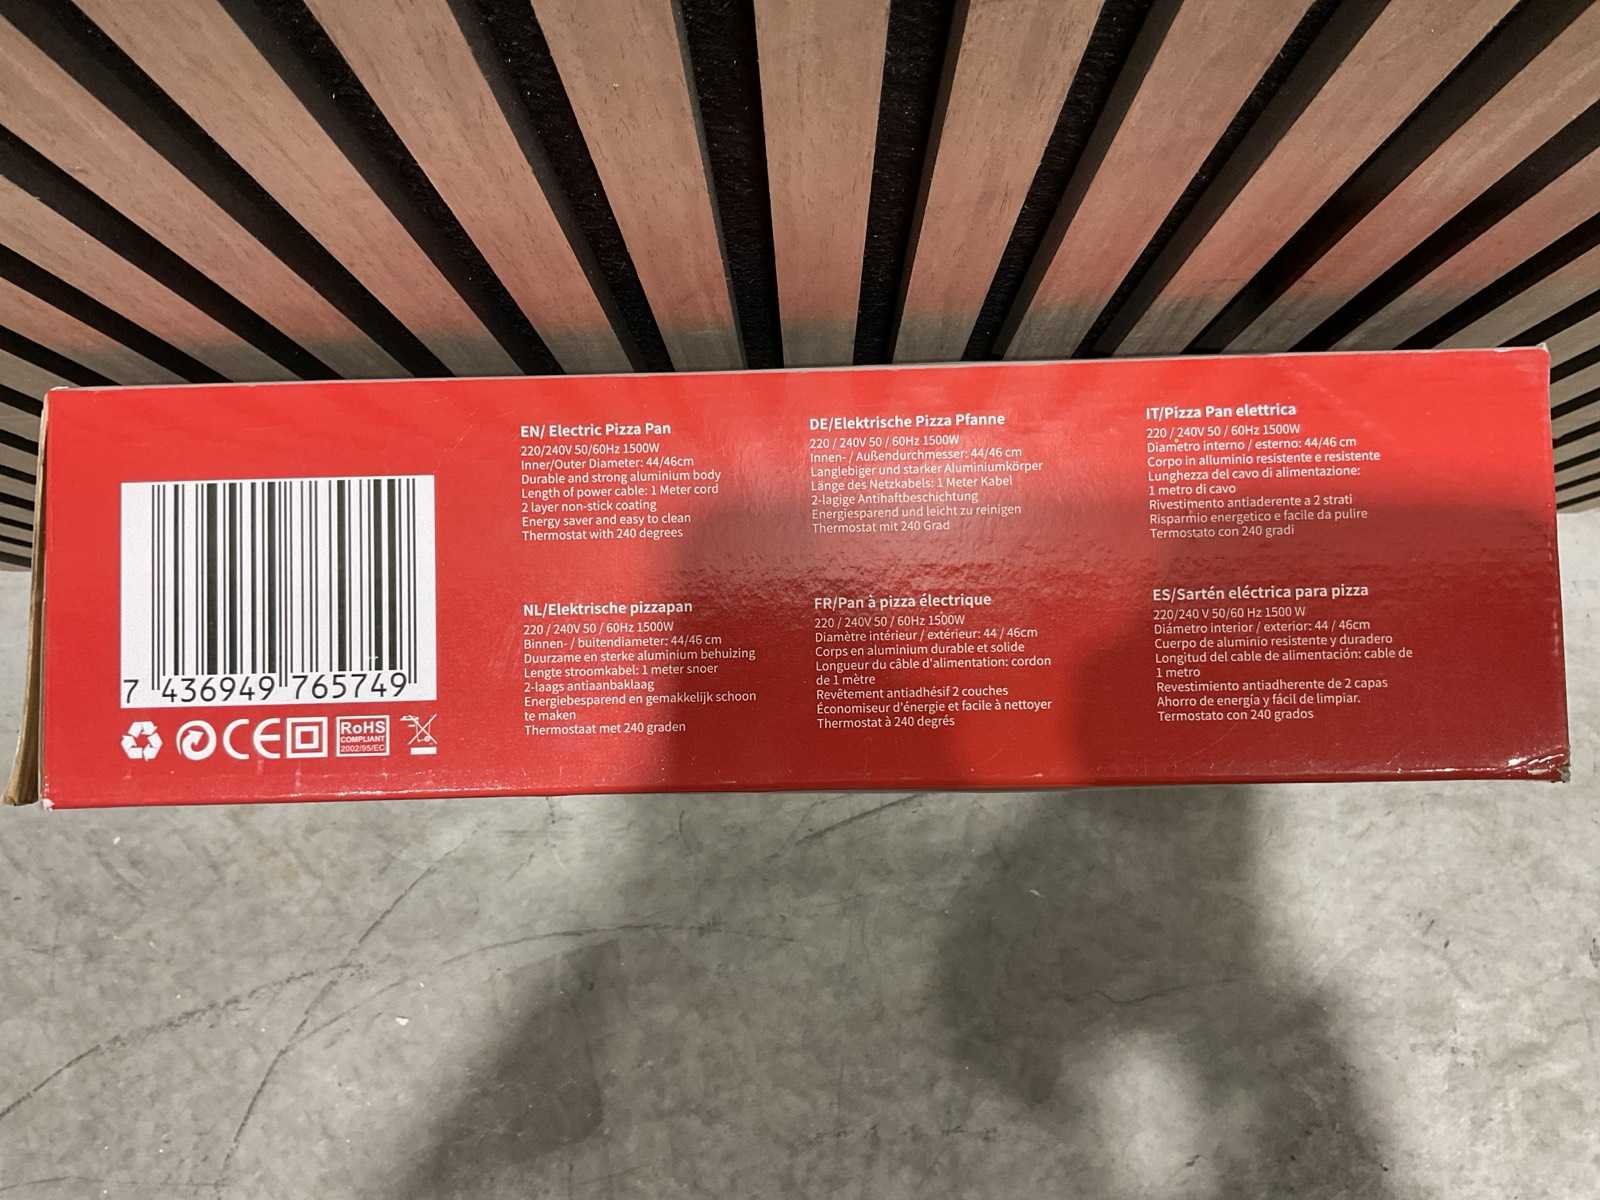 EN/ Electric Pizza Pan
220/240V 50/60Hz 1500W
Inner/Outer Diameter: 44/46cm
Durable and strong aluminium body
Length of power cable: 1 Meter cord
2 layer non-stick coating
Energy saver and easy to clean
Thermostat with 240 degrees
DE/Elektrische Pizza Pfanne
220 / 240V 50 / 60Hz 1500W
Innen- / Außendurchmesser: 44/46 cm
Langlebiger und starker Aluminiumkörper
Länge des Netzkabels: 1 Meter Kabel
2-lagige Antihaftbeschichtung
Energiesparend und leicht zu reinigen
Thermostat mit 240 Grad
IT/Pizza Pan elettrica
220 / 240V 50 / 60Hz 1500W
Diametro interno / esterno: 44/46 cm
Corpo in alluminio resistente e resistente
Lunghezza del cavo di alimentazione:
1 metro di cavo
Rivestimento antiaderente a 2 strati
Risparmio energetico e facile da pulire
Termostato con 240 gradi
NL/Elektrische pizzapan
220 / 240V 50 / 60Hz 1500W
Binnen- / buitendiameter: 44/46 cm
Duurzame en sterke aluminium behuizing
Lengte stroomkabel: 1 meter snoer
2-laags antiaanbaklaag
Energiebesparend en gemakkelijk schoon
te maken
Thermostaat met 240 graden
FR/Pan à pizza électrique
220 / 240V 50 / 60Hz 1500W
Diamètre intérieur / extérieur: 44 / 46cm
Corps en aluminium durable et solide
Longueur du câble d'alimentation: cordon
de 1 mètre
Revêtement antiadhésif 2 couches
Économiseur d'énergie et facile à nettoyer
Thermostat à 240 degrés
ES/Sartén eléctrica para pizza
220/240 V 50/60 Hz 1500 W
Diámetro interior / exterior: 44 / 46cm
Cuerpo de aluminio resistente y duradero
Longitud del cable de alimentación: cable de
1 metro
Revestimiento antiadherente de 2 capas
Ahorro de energía y fácil de limpiar.
Termostato con 240 grados
7 436949 765749
CE
RoHS
COMPLIANT
2002/95/EC